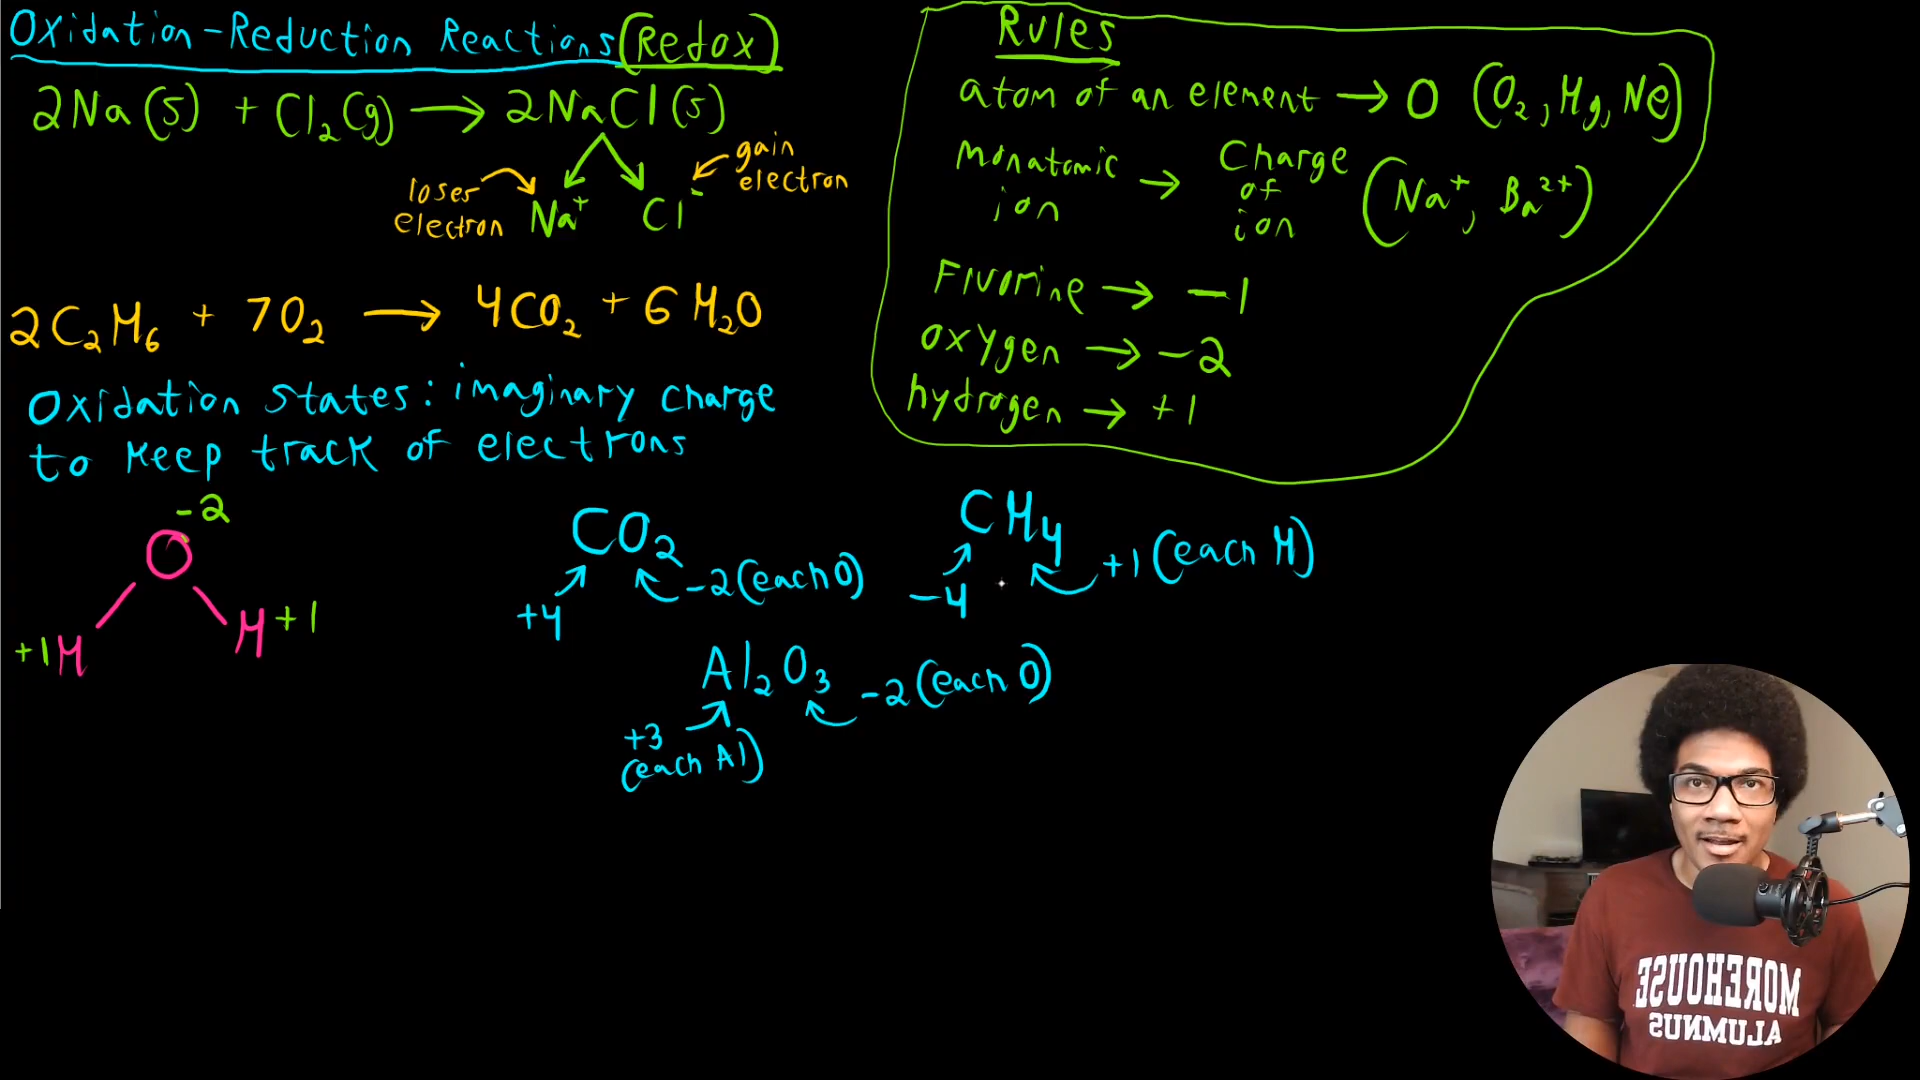 Oxidation-Reduction Reactions (Redox)
2Na(s) + Cl₂(g) → 2NaCl(s)
loses electron
Na⁺ Cl⁻
gain electron
2C₂H₆ + 7O₂ → 4CO₂ + 6H₂O
Oxidation States: imaginary charge
to keep track of electrons
-2
O
+1H
H+1
Rules
atom of an element → 0 (O₂, Hg, Ne)
Monatomic ion → Charge of ion (Na⁺, Ba²⁺)
Fluorine → -1
Oxygen → -2
hydrogen → +1
CO₂
+4
-2 (each O)
CH₄
-4
+1 (each H)
Al₂O₃
+3
(each Al)
-2 (each O)
MOREHOUSE
ALUMNUS